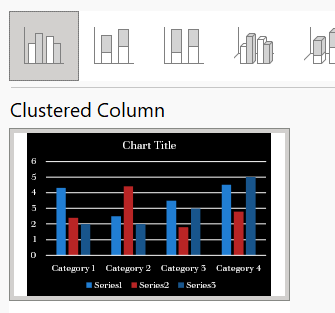 Clustered Column
Chart Title
6
5
4
3
2
1
0
Category 1 Category 2 Category 3 Category 4
Series1 Series2 Series3